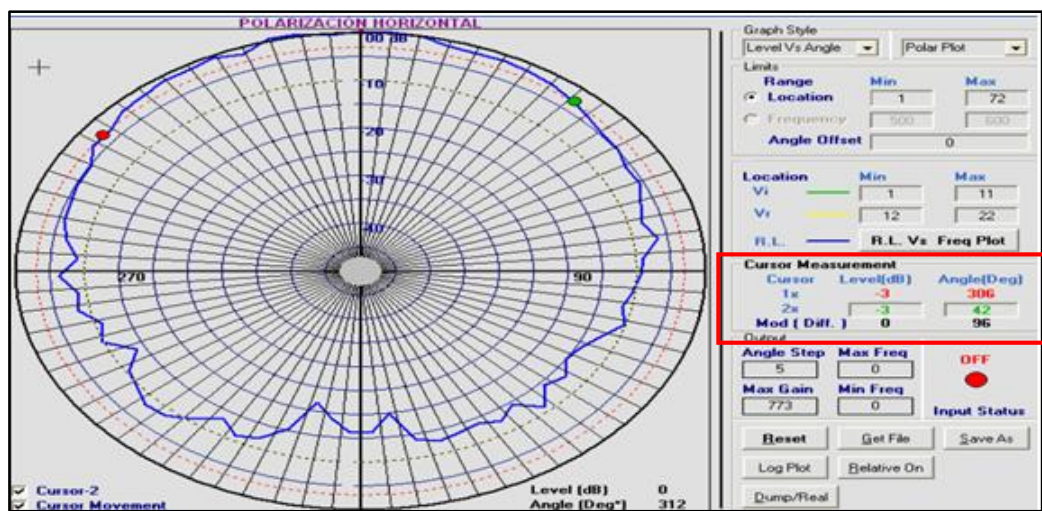 POLARIZACION HORIZONTAL
00 dB
-10
-20
-30
-40
270
90
Cursor-2
Cursor Movement
Level (dB) 0
Angle (Deg°) 312
Graph Style
Level Vs Angle Polar Plot
Limits
Range Min Max
Location 1 72
Frequency 500 600
Angle Offset 0
Location Min Max
Vi 1 11
Vr 12 22
R.L. R.L. Vs Freq Plot
Cursor Measurement
Cursor Level(dB) Angle(Deg)
1x -3 306
2x -3 42
Mod ( Diff. ) 0 96
Output
Angle Step Max Freq
5 0
OFF
Max Gain Min Freq
773 0
Input Status
Reset Get File Save As
Log Plot Relative On
Dump/Real